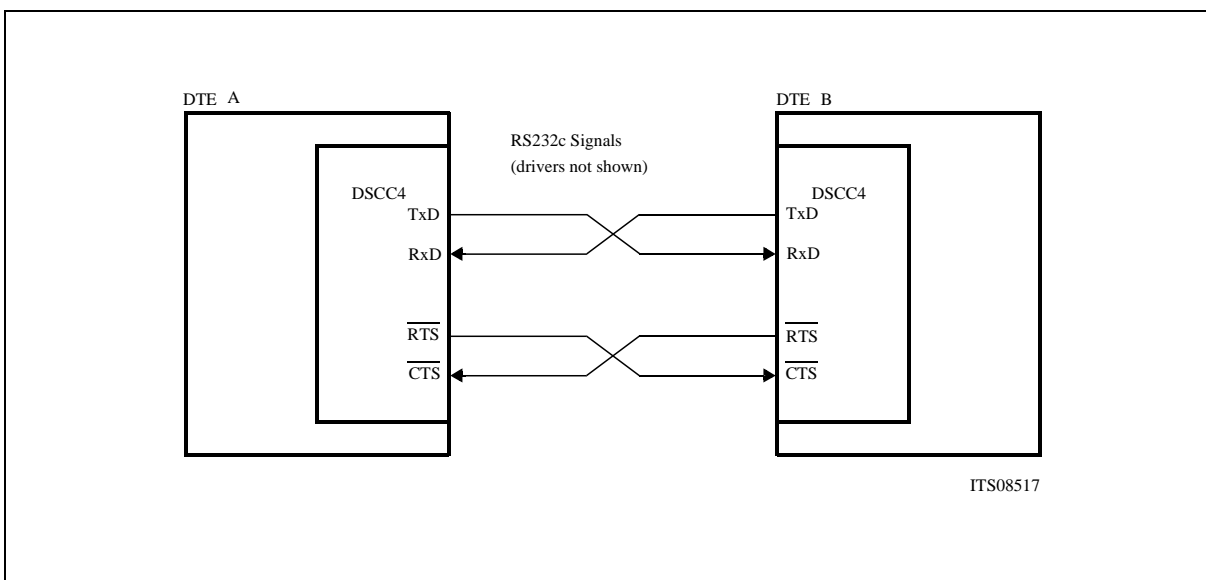 DTE A
DTE B
RS232c Signals
(drivers not shown)
DSCC4
TxD
RxD
RTS
CTS
DSCC4
TxD
RxD
RTS
CTS
ITS08517